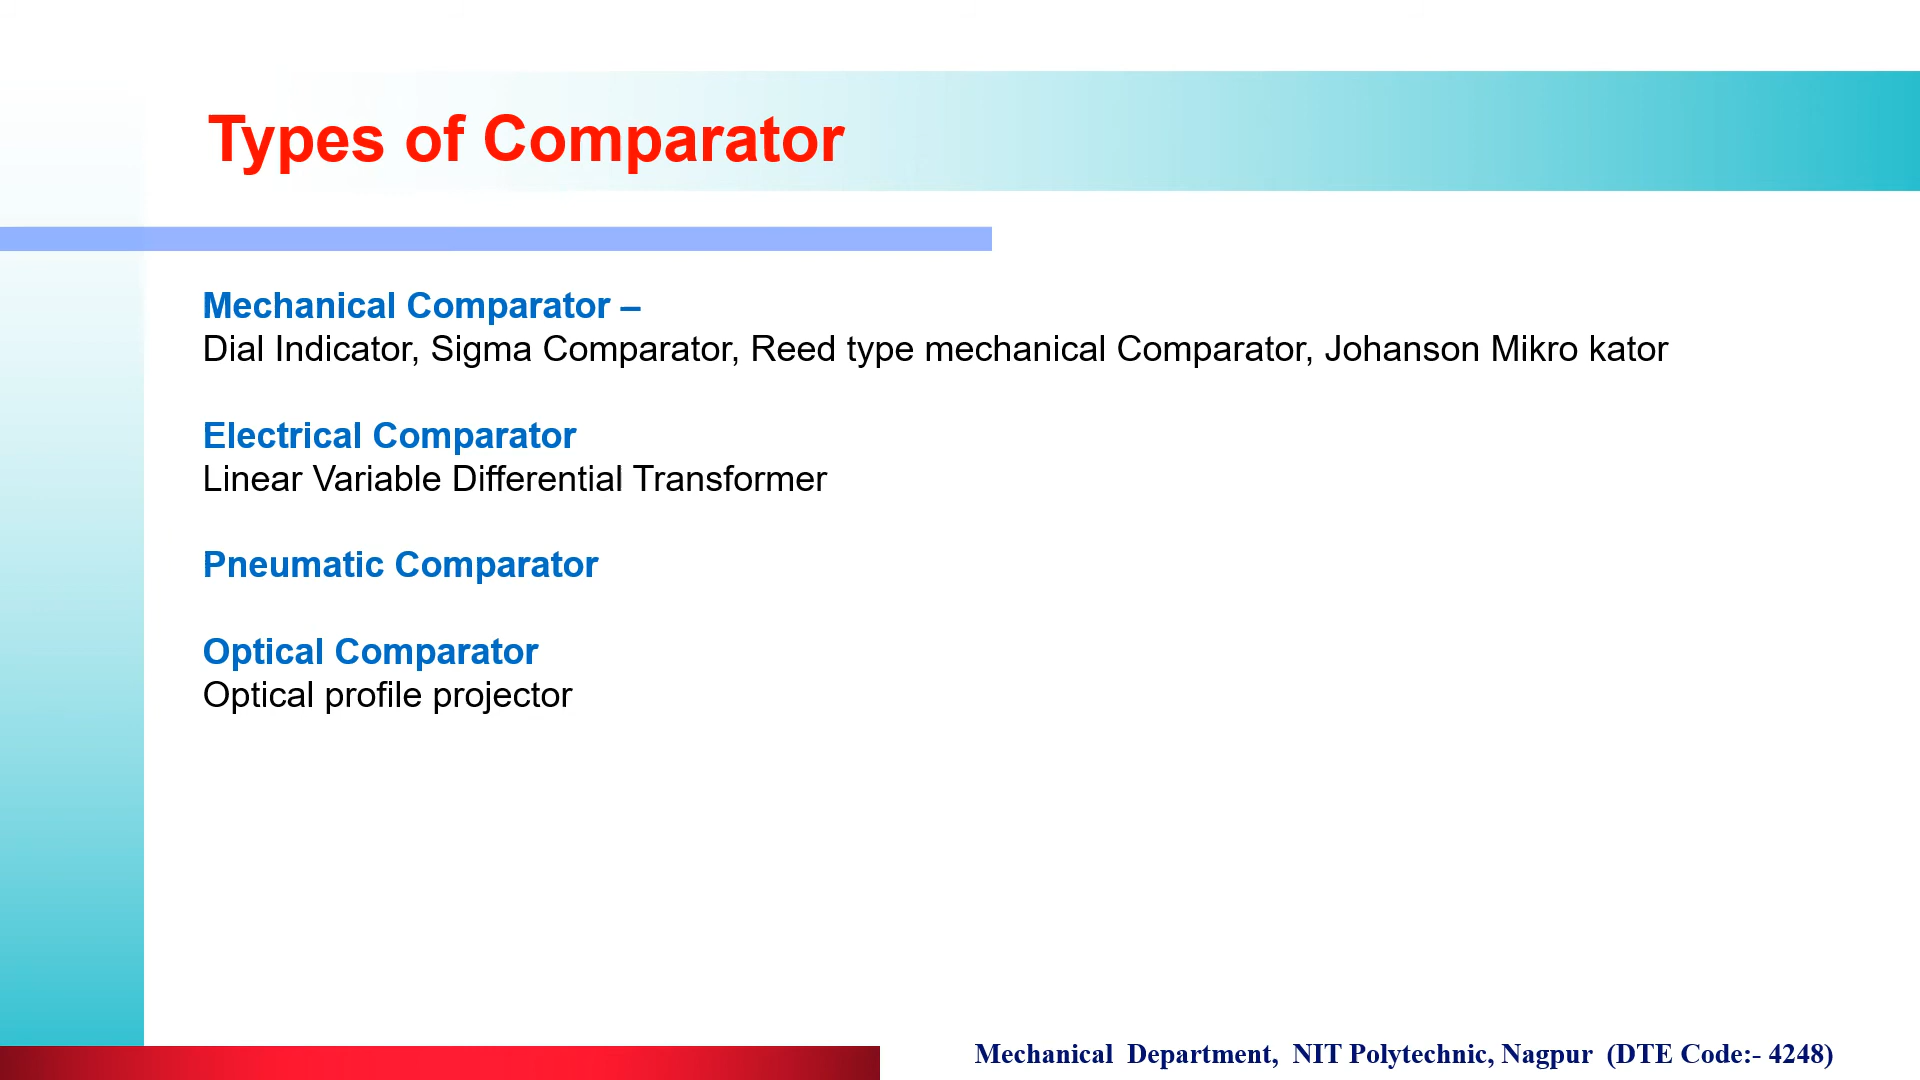 Types of Comparator
Mechanical Comparator –
Dial Indicator, Sigma Comparator, Reed type mechanical Comparator, Johanson Mikro kator
Electrical Comparator
Linear Variable Differential Transformer
Pneumatic Comparator
Optical Comparator
Optical profile projector
Mechanical Department, NIT Polytechnic, Nagpur (DTE Code:- 4248)